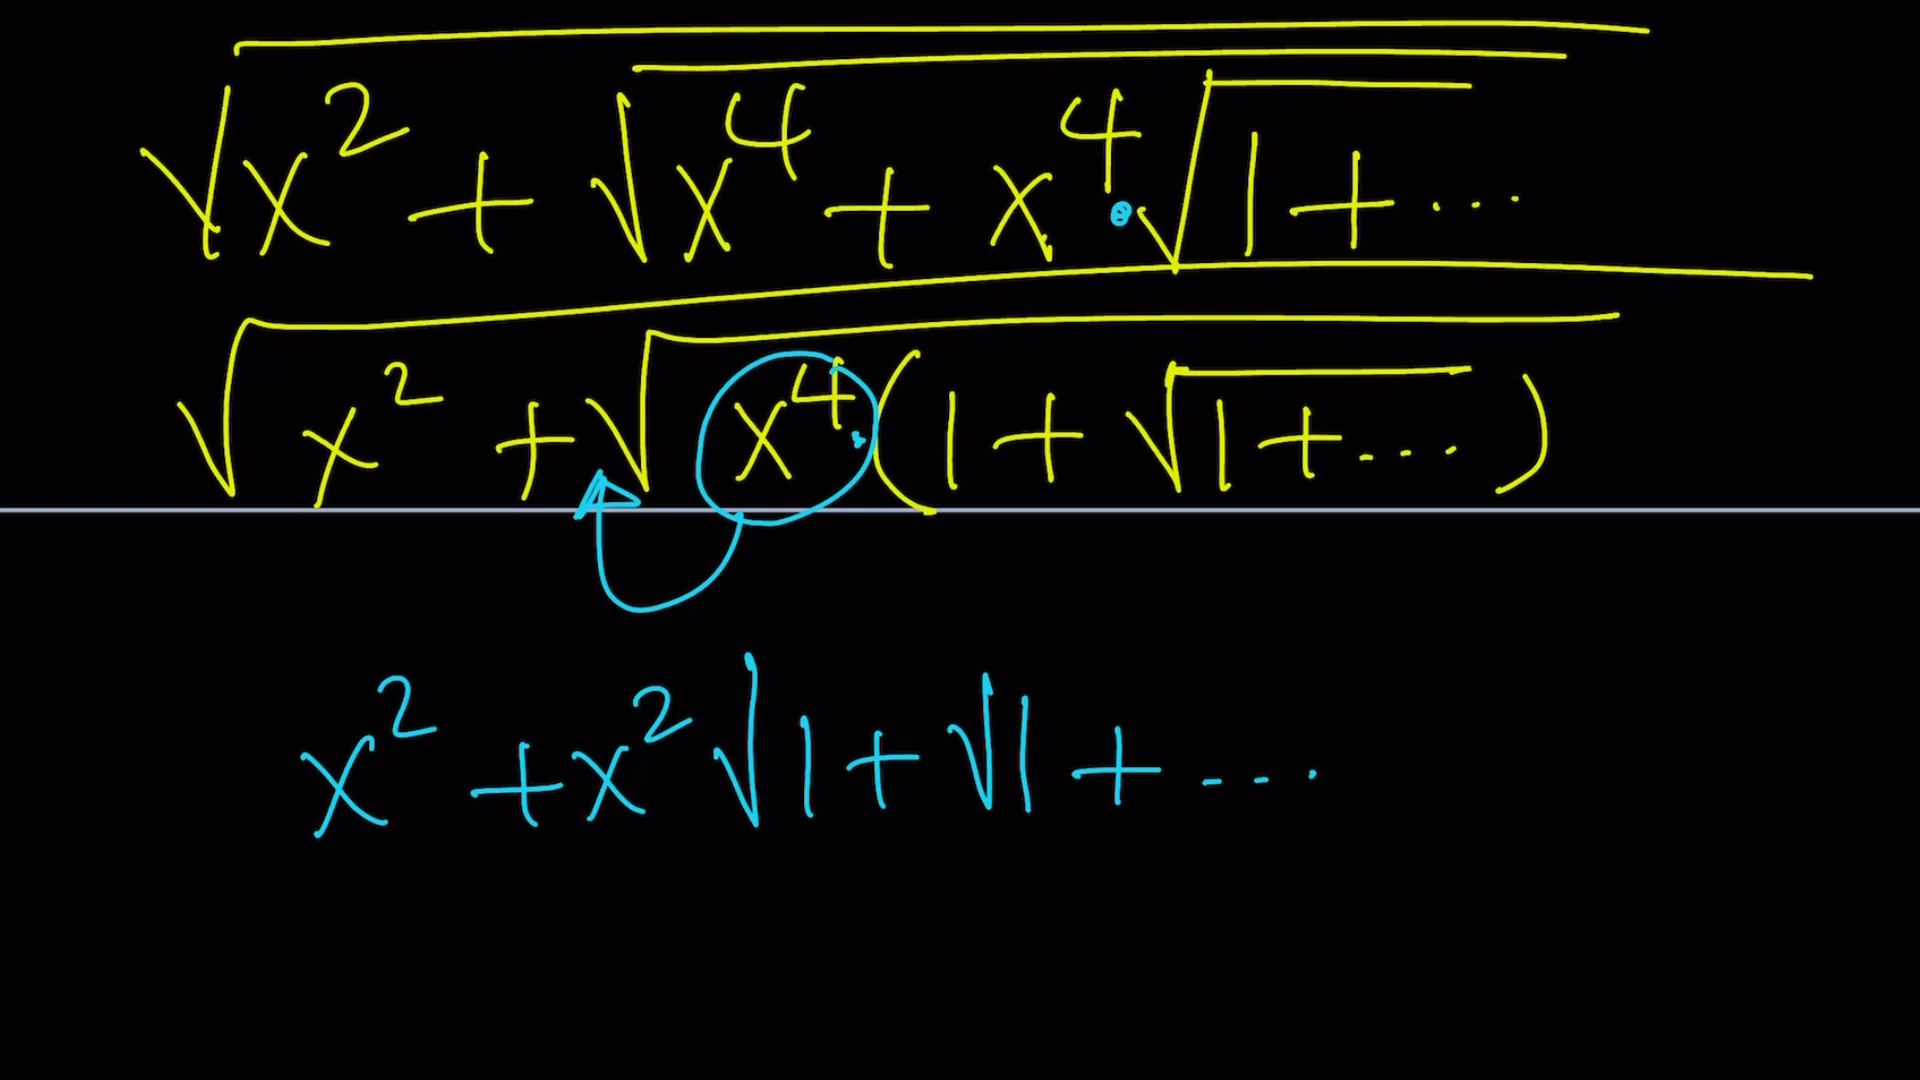 √(x² + √(x⁴ + x⁴·√(1 + ...
√(x² + √(x⁴·(1 + √(1 + ...)
x² + x² √1 + √1 + ...